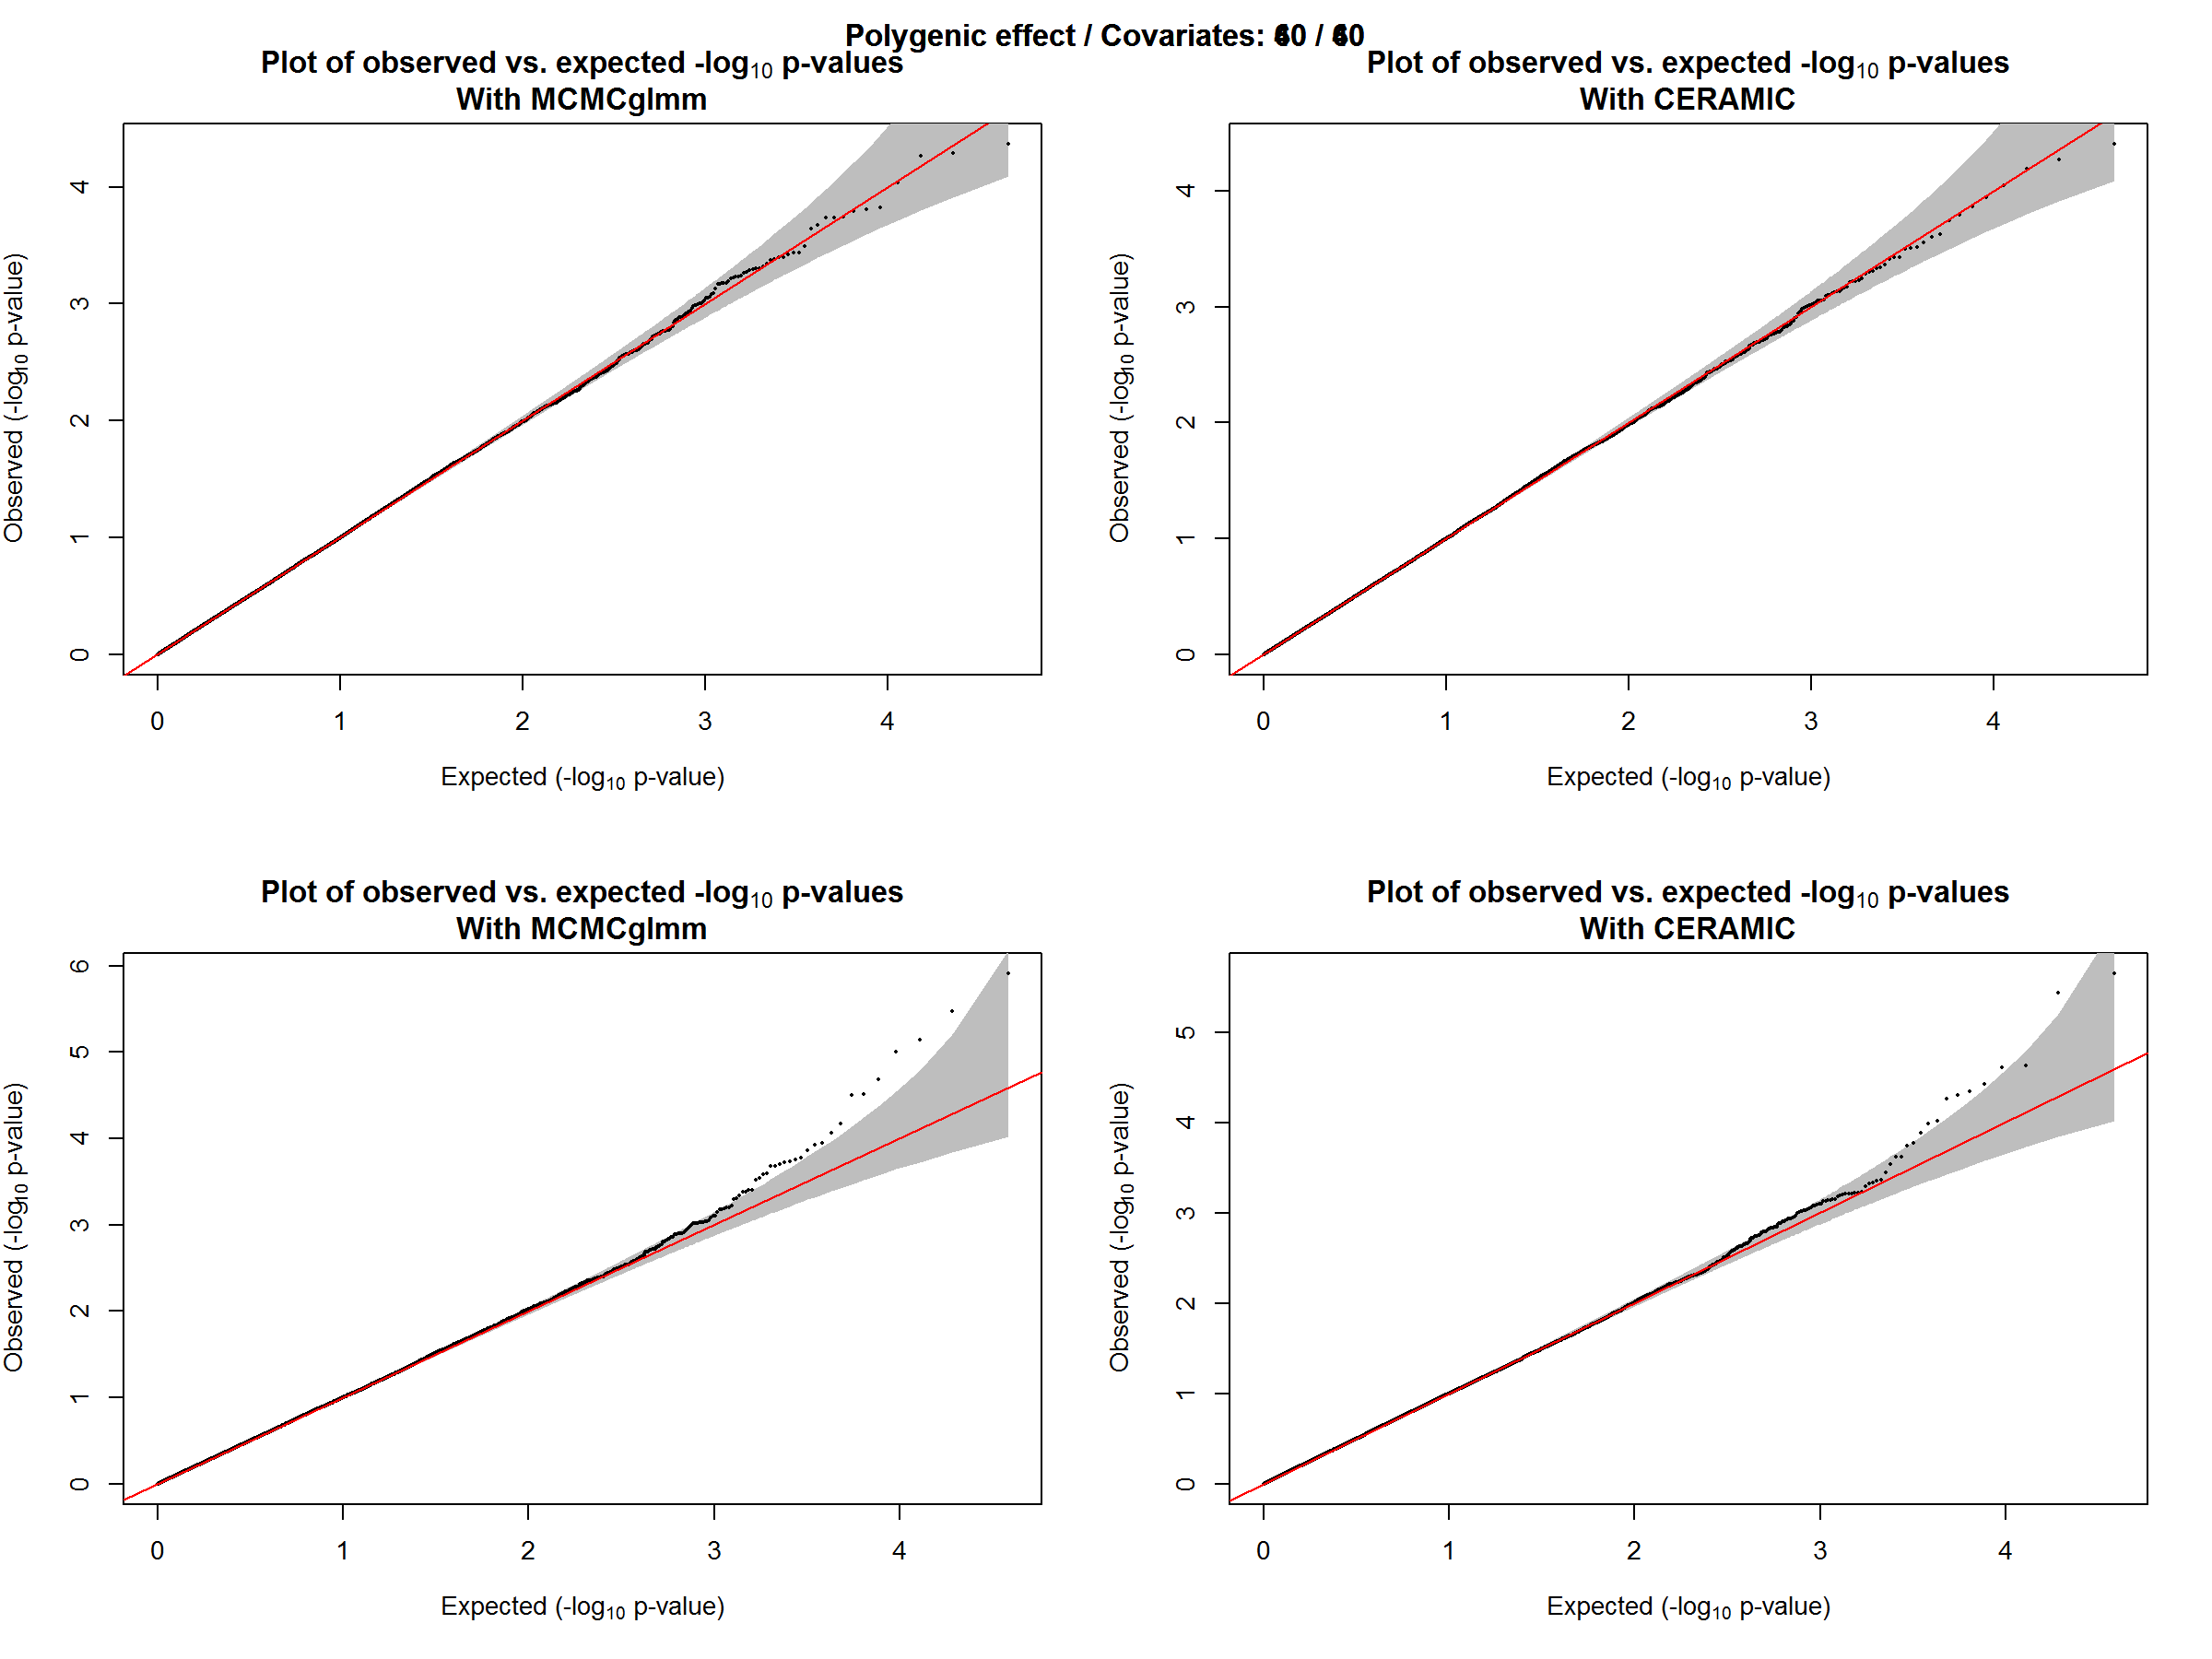 Polygenic effect / Covariates:
Plot of observed vs. expected -log10 p-values
With MCMCglmm
Observed (-log10 p-value)
4
3
2
1
0
0 1 2 3 4
Expected (-log10 p-value)
Plot of observed vs. expected -log10 p-values
With CERAMIC
Observed (-log10 p-value)
4
3
2
1
0
0 1 2 3 4
Expected (-log10 p-value)
Plot of observed vs. expected -log10 p-values
With MCMCglmm
Observed (-log10 p-value)
6
5
4
3
2
1
0
0 1 2 3 4
Expected (-log10 p-value)
Plot of observed vs. expected -log10 p-values
With CERAMIC
Observed (-log10 p-value)
5
4
3
2
1
0
0 1 2 3 4
Expected (-log10 p-value)